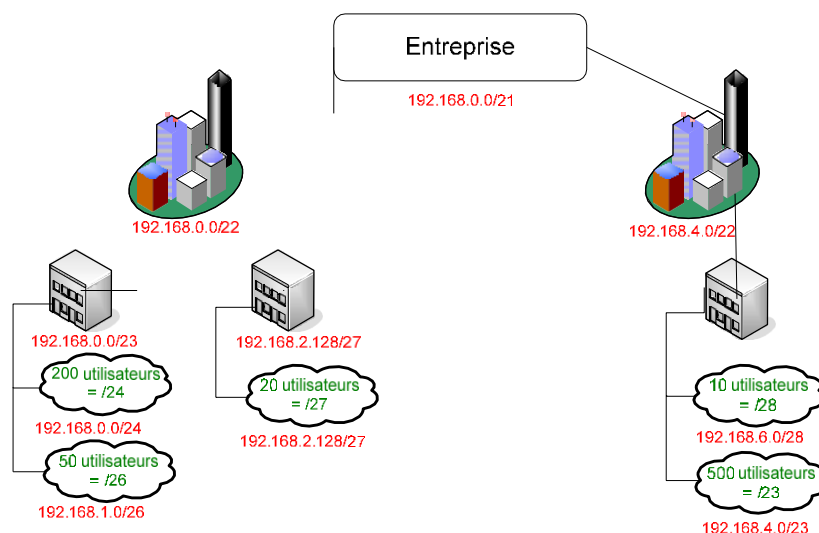 Entreprise
192.168.0.0/21
192.168.0.0/22
192.168.4.0/22
192.168.0.0/23
192.168.2.128/27
200 utilisateurs
= /24
192.168.0.0/24
20 utilisateurs
= /27
192.168.2.128/27
10 utilisateurs
= /28
192.168.6.0/28
50 utilisateurs
= /26
192.168.1.0/26
500 utilisateurs
= /23
192.168.4.0/23